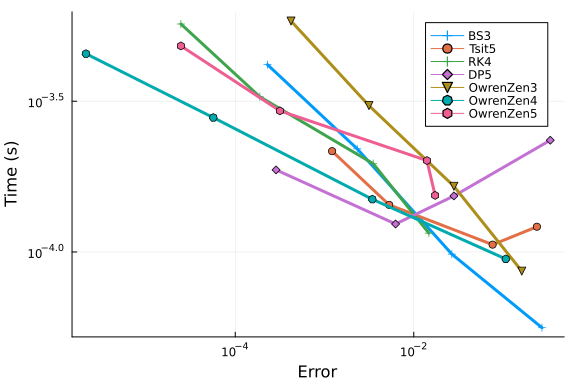 BS3
Tsit5
RK4
DP5
OwrenZen3
OwrenZen4
OwrenZen5
10⁻³·⁵
10⁻⁴·⁰
Time (s)
10⁻⁴
10⁻²
Error